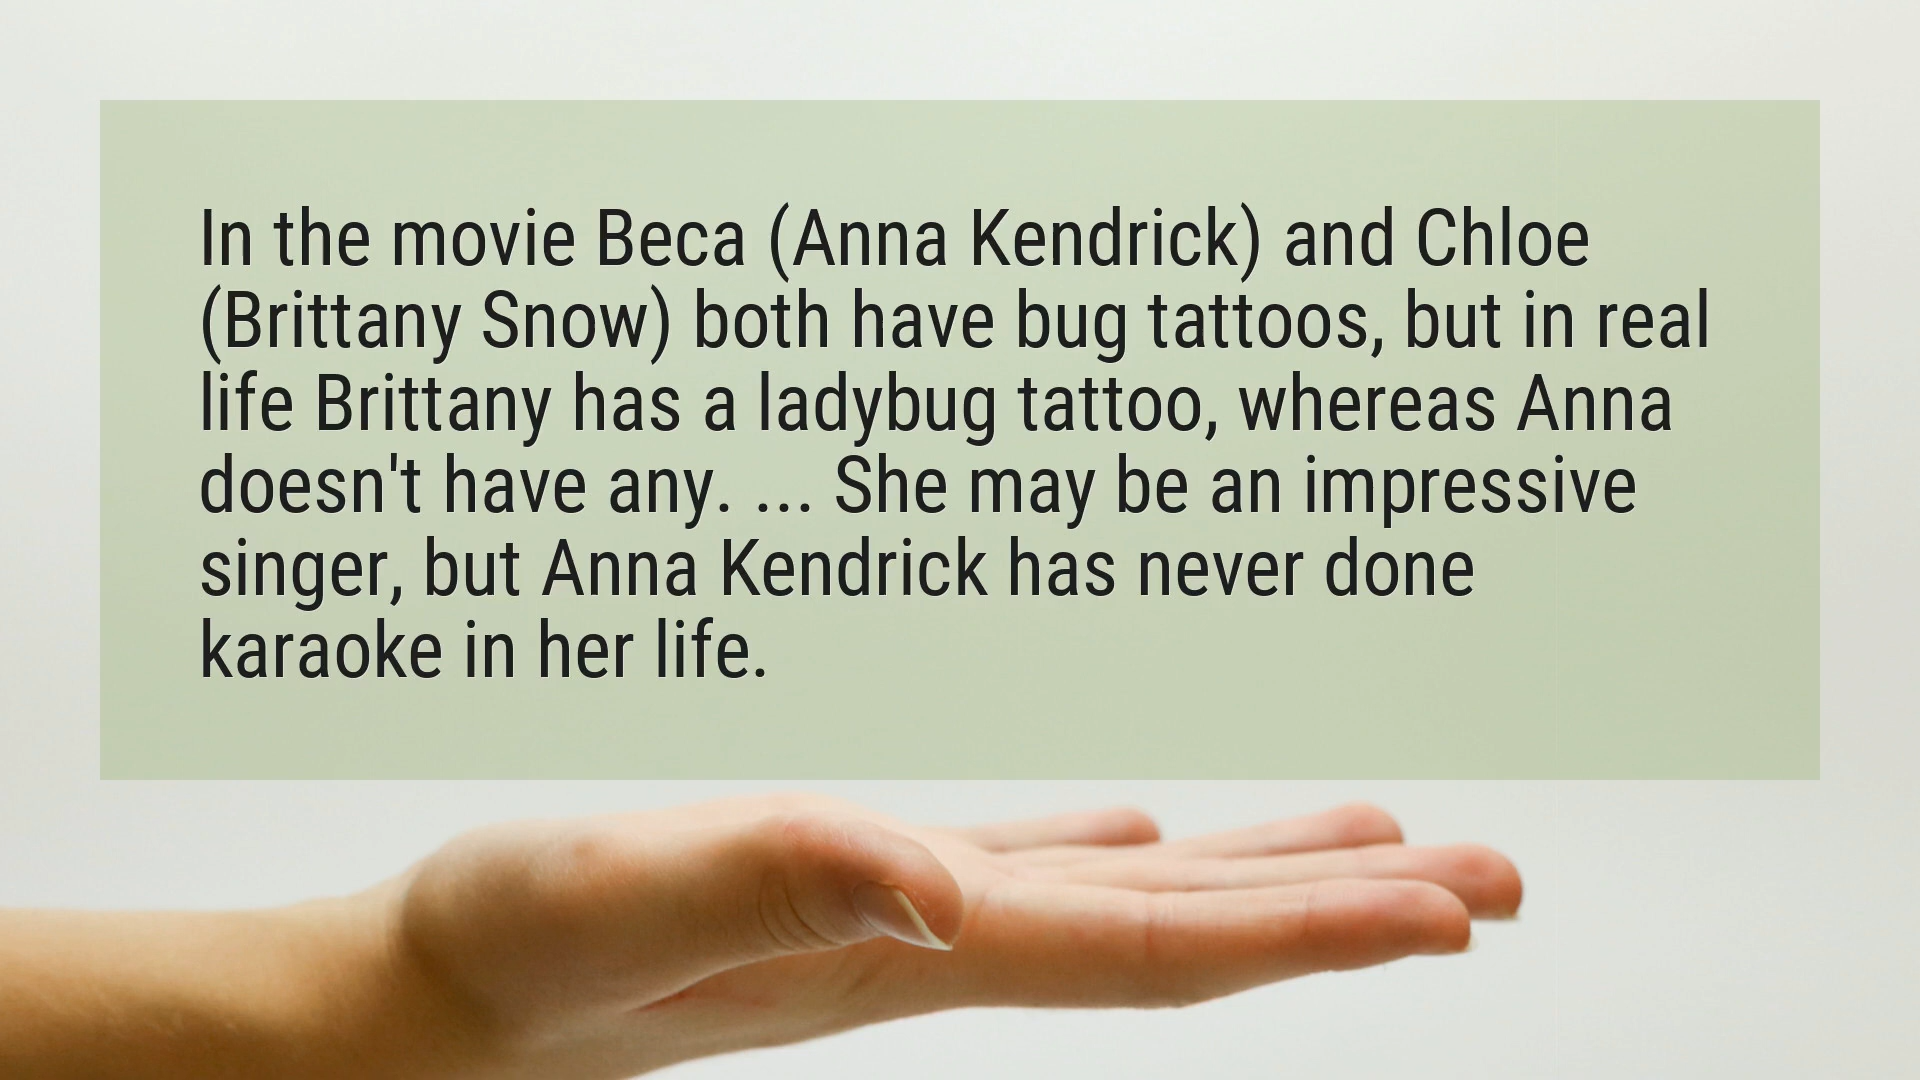 In the movie Beca (Anna Kendrick) and Chloe
(Brittany Snow) both have bug tattoos, but in real
life Brittany has a ladybug tattoo, whereas Anna
doesn't have any. ... She may be an impressive
singer, but Anna Kendrick has never done
karaoke in her life.